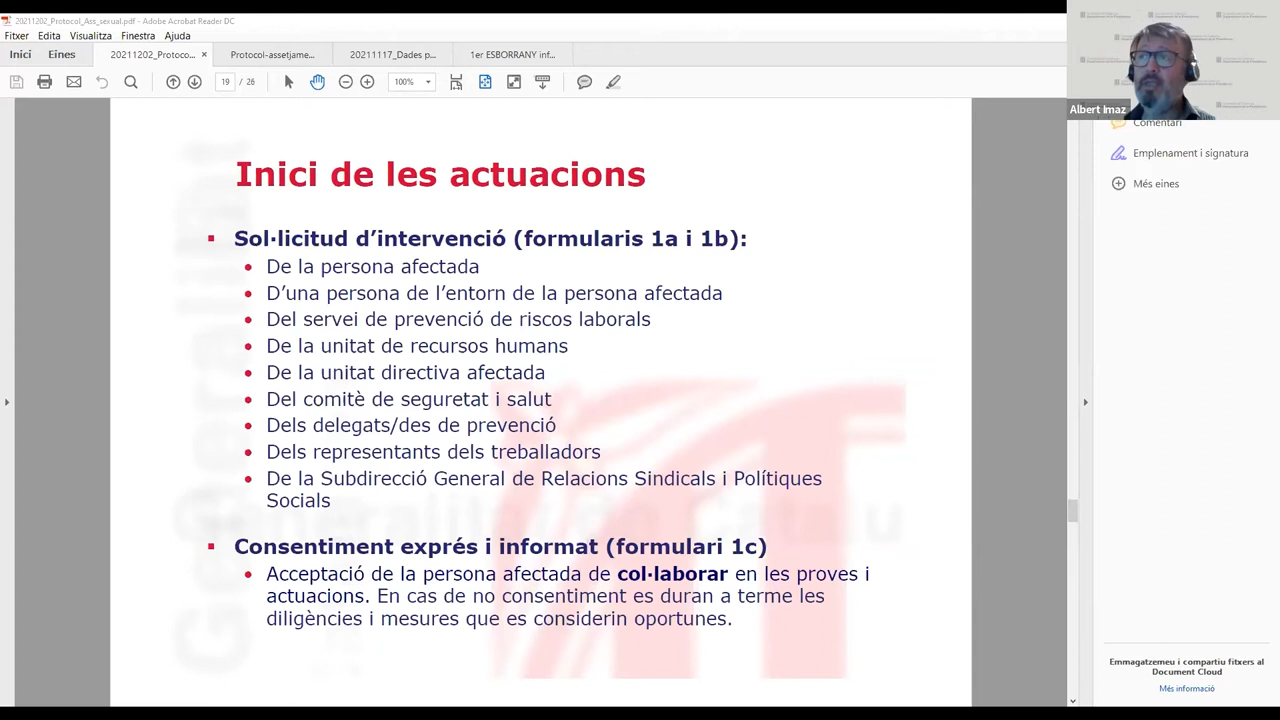 20211202_Protocol_Ass_sexual.pdf - Adobe Acrobat Reader DC
Fitxer Edita Visualitza Finestra Ajuda
Inici Eines 20211202_Protoco... × Protocol-assetjame... 20211117_Dades p... 1er ESBORRANY inf...
19 / 26 100%
Albert Imaz
Comentari
Emplenament i signatura
Més eines
Inici de les actuacions
Sol·licitud d’intervenció (formularis 1a i 1b):
De la persona afectada
D’una persona de l’entorn de la persona afectada
Del servei de prevenció de riscos laborals
De la unitat de recursos humans
De la unitat directiva afectada
Del comitè de seguretat i salut
Dels delegats/des de prevenció
Dels representants dels treballadors
De la Subdirecció General de Relacions Sindicals i Polítiques
Socials
Consentiment exprés i informat (formulari 1c)
Acceptació de la persona afectada de col·laborar en les proves i
actuacions. En cas de no consentiment es duran a terme les
diligències i mesures que es considerin oportunes.
Emmagatzemeu i compartiu fitxers al
Document Cloud
Més informació